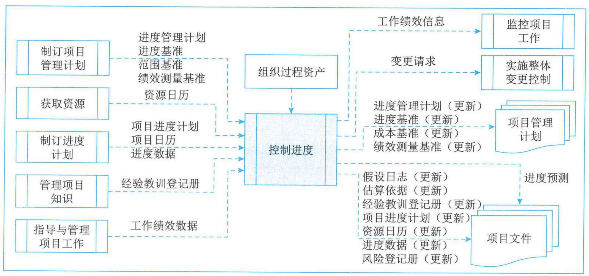 制订项目
管理计划
进度管理计划
进度基准
范围基准
绩效测量基准
获取资源
资源日历
制订进度
计划
项目进度计划
项目日历
进度数据
管理项目
知识
经验教训登记册
指导与管理
项目工作
工作绩效数据
组织过程资产
控制进度
工作绩效信息
监控项目
工作
变更请求
实施整体
变更控制
进度管理计划（更新）
进度基准（更新）
成本基准（更新）
绩效测量基准（更新）
项目管理
计划
进度预测
假设日志（更新）
估算依据（更新）
经验教训登记册（更新）
项目进度计划（更新）
资源日历（更新）
进度数据（更新）
风险登记册（更新）
项目文件